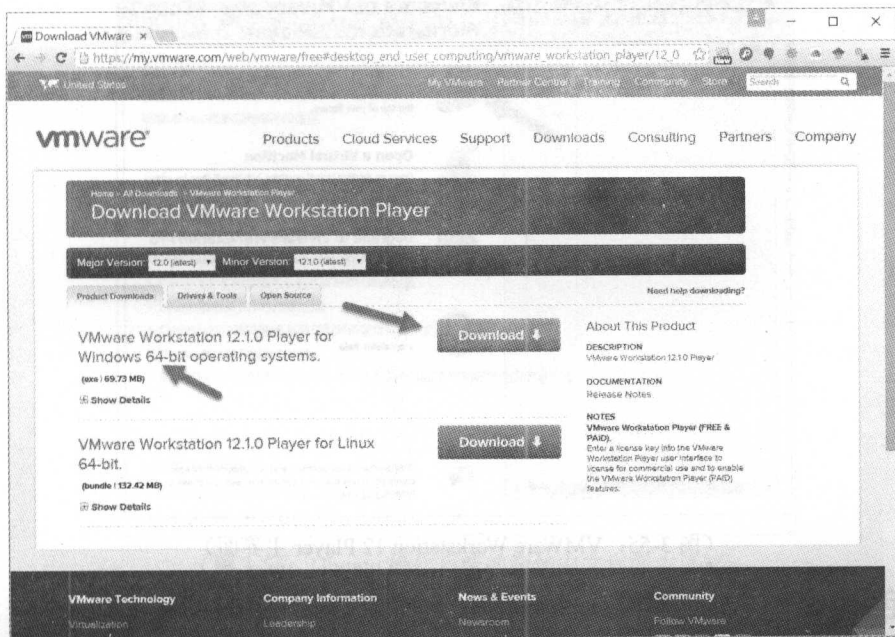 Download VMware
https://my.vmware.com/web/vmware/free#desktop_end_user_computing/vmware_workstation_player/12_0
New
United States
My VMware Partner Central Training Community Store Search
vmware
Products Cloud Services Support Downloads Consulting Partners Company
Home > All Downloads > VMware Workstation Player
Download VMware Workstation Player
Major Version: 12.0 (latest) Minor Version: 12.1.0 (latest)
Product Downloads Drivers & Tools Open Source
Need help downloading?
VMware Workstation 12.1.0 Player for
Windows 64-bit operating systems.
(exe | 69.73 MB)
Show Details
Download
VMware Workstation 12.1.0 Player for Linux
64-bit.
(bundle | 132.42 MB)
Show Details
Download
About This Product
DESCRIPTION
VMware Workstation 12.1.0 Player
DOCUMENTATION
Release Notes
NOTES
VMware Workstation Player (FREE &
PAID).
Enter a license key into the VMware
Workstation Player user interface to
license for commercial use and to enable
the VMware Workstation Player (PAID)
features.
VMware Technology Company Information News & Events Community
Virtualization Leadership Newsroom Follow VMware